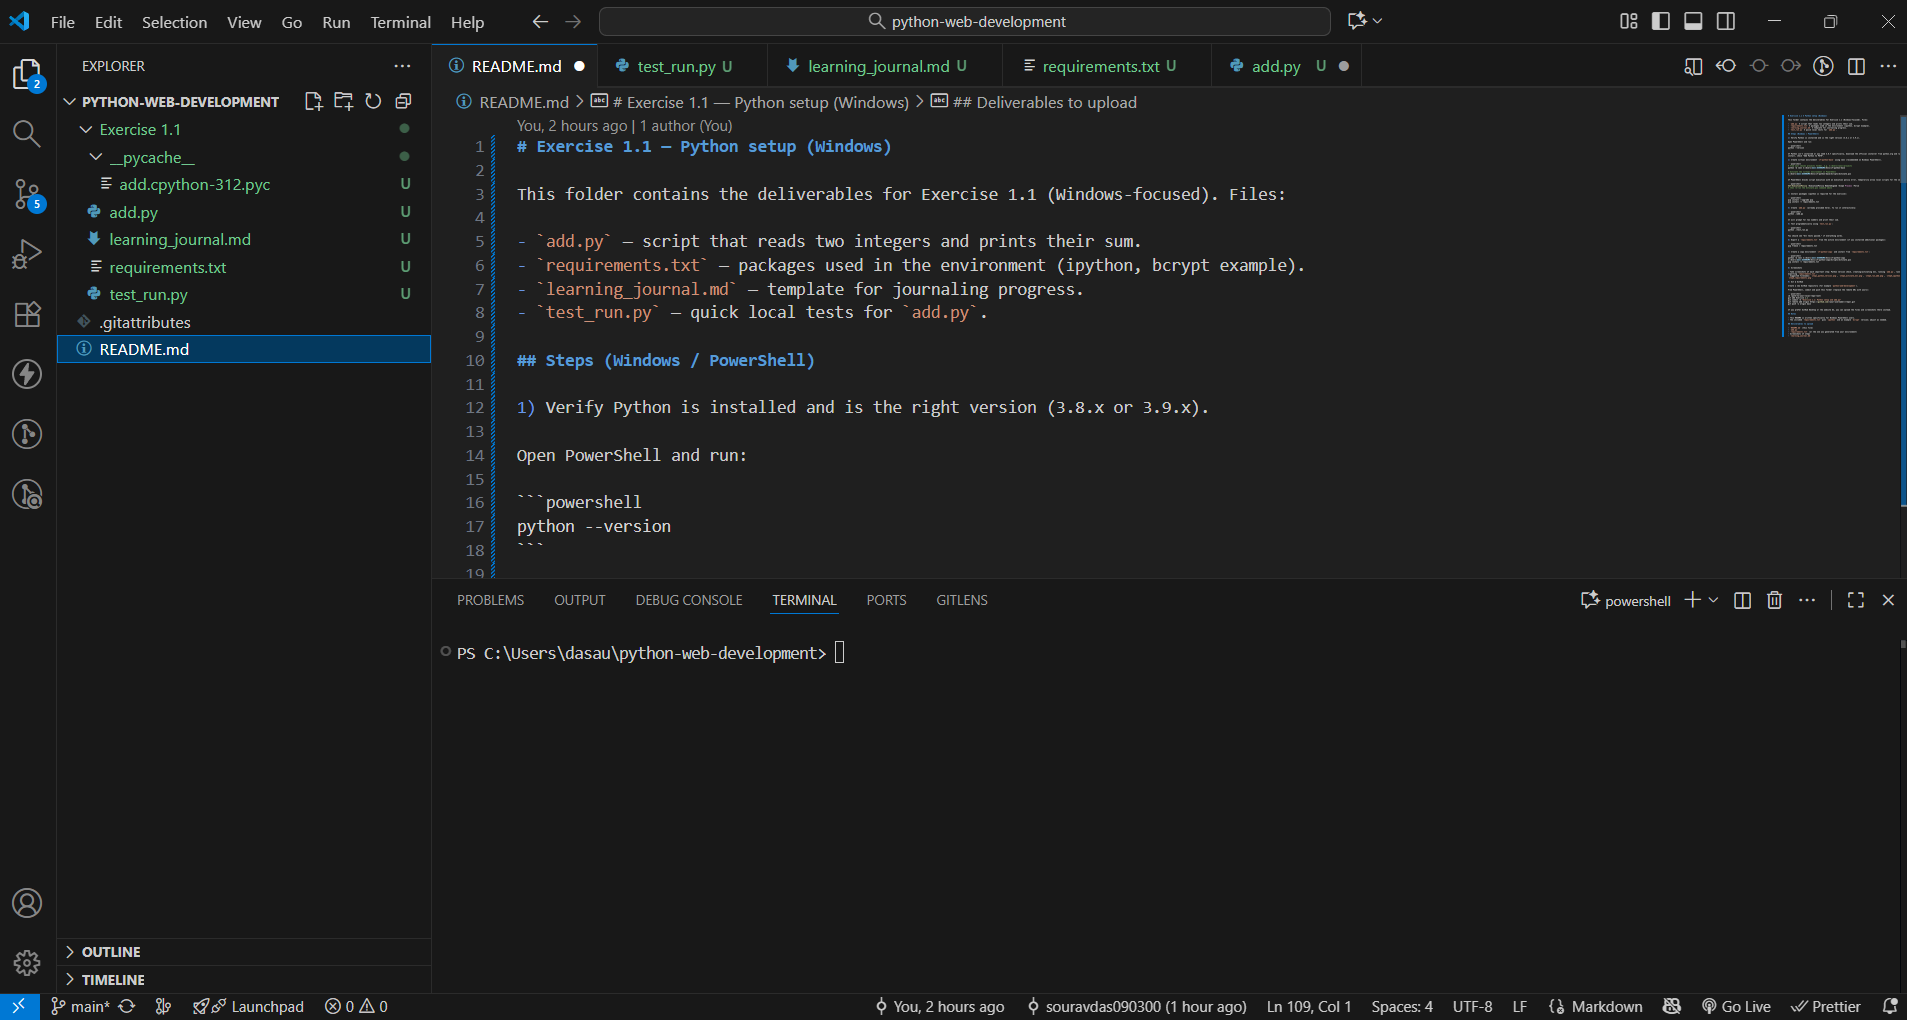 File Edit Selection View Go Run Terminal Help
python-web-development
EXPLORER
PYTHON-WEB-DEVELOPMENT
Exercise 1.1
__pycache__
add.cpython-312.pyc U
add.py U
learning_journal.md U
requirements.txt U
test_run.py U
.gitattributes
README.md
OUTLINE
TIMELINE
2
5
README.md test_run.py U learning_journal.md U requirements.txt U add.py U
README.md > # Exercise 1.1 — Python setup (Windows) > ## Deliverables to upload
You, 2 hours ago | 1 author (You)
1 # Exercise 1.1 — Python setup (Windows)
2
3 This folder contains the deliverables for Exercise 1.1 (Windows-focused). Files:
4
5 - `add.py` — script that reads two integers and prints their sum.
6 - `requirements.txt` — packages used in the environment (ipython, bcrypt example).
7 - `learning_journal.md` — template for journaling progress.
8 - `test_run.py` — quick local tests for `add.py`.
9
10 ## Steps (Windows / PowerShell)
11
12 1) Verify Python is installed and is the right version (3.8.x or 3.9.x).
13
14 Open PowerShell and run:
15
16 ```powershell
17 python --version
18 ```
19
PROBLEMS OUTPUT DEBUG CONSOLE TERMINAL PORTS GITLENS
powershell
PS C:\Users\dasau\python-web-development>
main* Launchpad 0 0 You, 2 hours ago souravdas090300 (1 hour ago) Ln 109, Col 1 Spaces: 4 UTF-8 LF Markdown Go Live Prettier